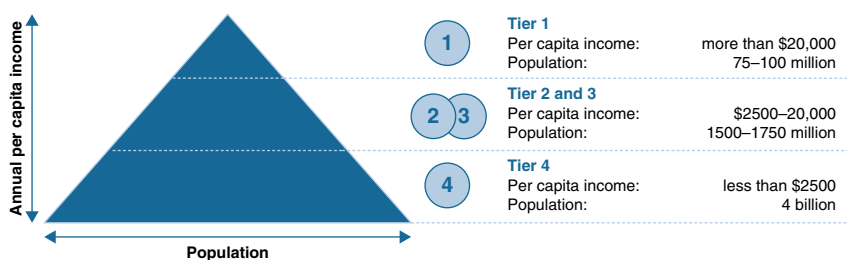 Annual per capita income
Population
1
Tier 1
Per capita income: more than $20,000
Population: 75–100 million
2 3
Tier 2 and 3
Per capita income: $2500–20,000
Population: 1500–1750 million
4
Tier 4
Per capita income: less than $2500
Population: 4 billion